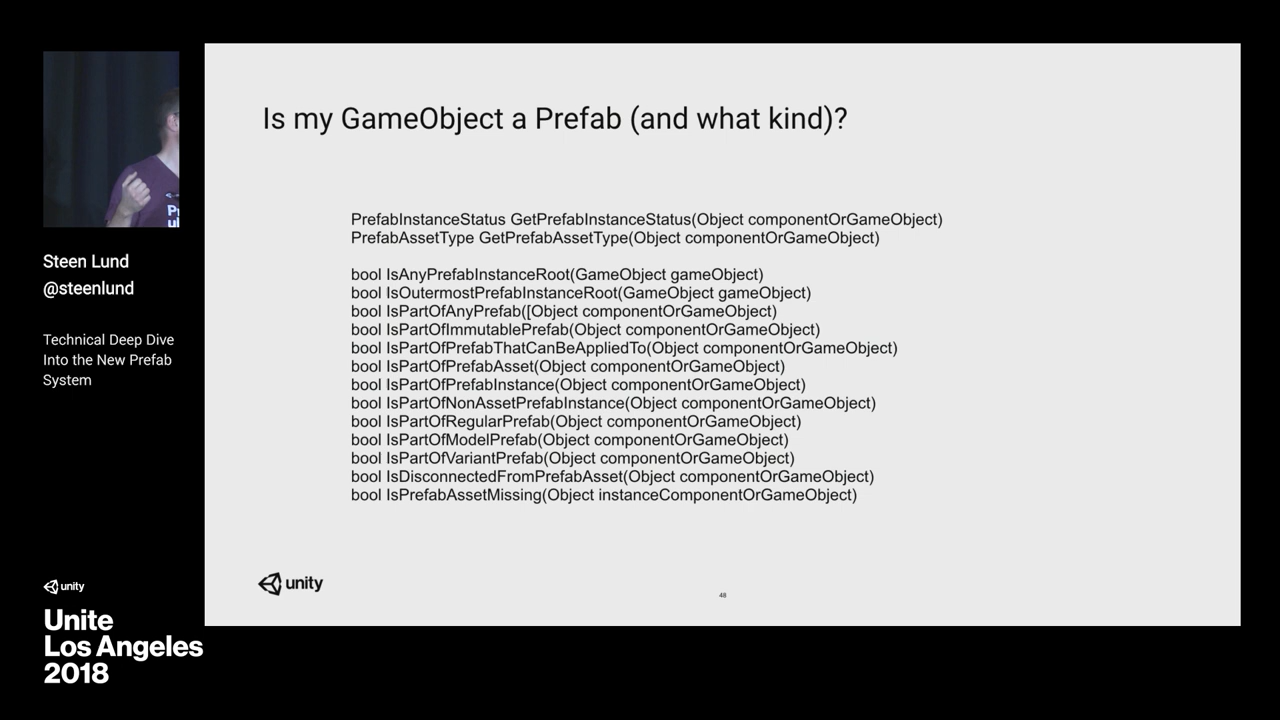 Is my GameObject a Prefab (and what kind)?
PrefabInstanceStatus GetPrefabInstanceStatus(Object componentOrGameObject)
PrefabAssetType GetPrefabAssetType(Object componentOrGameObject)
bool IsAnyPrefabInstanceRoot(GameObject gameObject)
bool IsOutermostPrefabInstanceRoot(GameObject gameObject)
bool IsPartOfAnyPrefab([Object componentOrGameObject)
bool IsPartOfImmutablePrefab(Object componentOrGameObject)
bool IsPartOfPrefabThatCanBeAppliedTo(Object componentOrGameObject)
bool IsPartOfPrefabAsset(Object componentOrGameObject)
bool IsPartOfPrefabInstance(Object componentOrGameObject)
bool IsPartOfNonAssetPrefabInstance(Object componentOrGameObject)
bool IsPartOfRegularPrefab(Object componentOrGameObject)
bool IsPartOfModelPrefab(Object componentOrGameObject)
bool IsPartOfVariantPrefab(Object componentOrGameObject)
bool IsDisconnectedFromPrefabAsset(Object componentOrGameObject)
bool IsPrefabAssetMissing(Object instanceComponentOrGameObject)
unity
48
Steen Lund
@steenlund
Technical Deep Dive
Into the New Prefab
System
unity
Unite
Los Angeles
2018